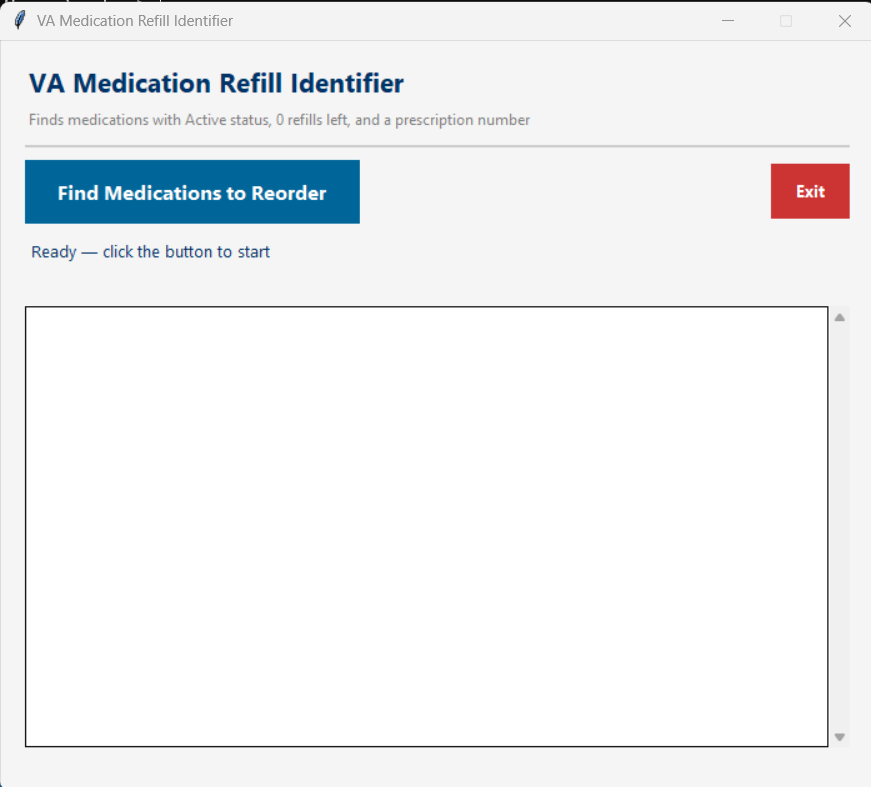 VA Medication Refill Identifier
VA Medication Refill Identifier
Finds medications with Active status, 0 refills left, and a prescription number
Find Medications to Reorder
Exit
Ready — click the button to start